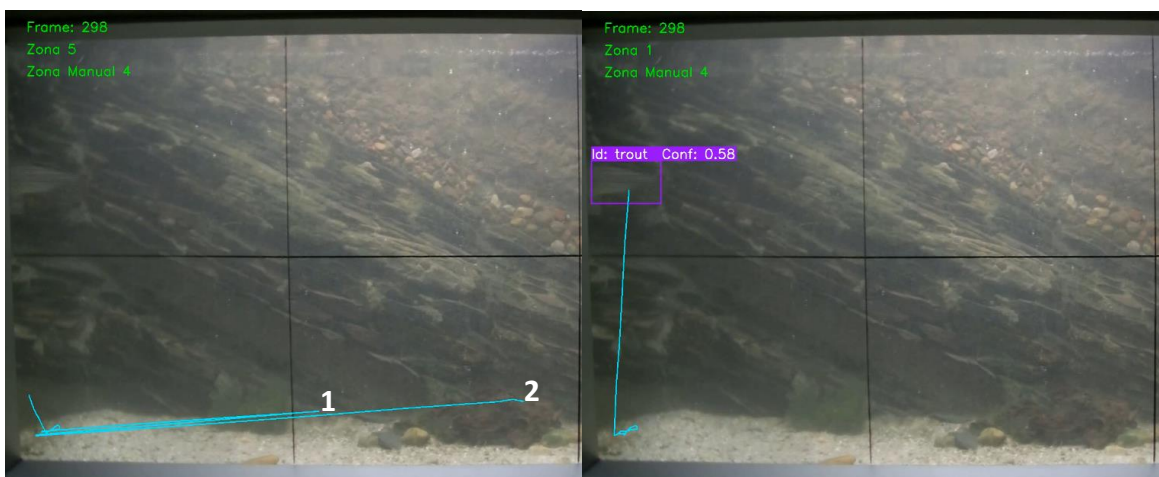 Frame: 298
Zona 5
Zona Manual 4
1
2
Frame: 298
Zona 1
Zona Manual 4
Id: trout Conf: 0.58